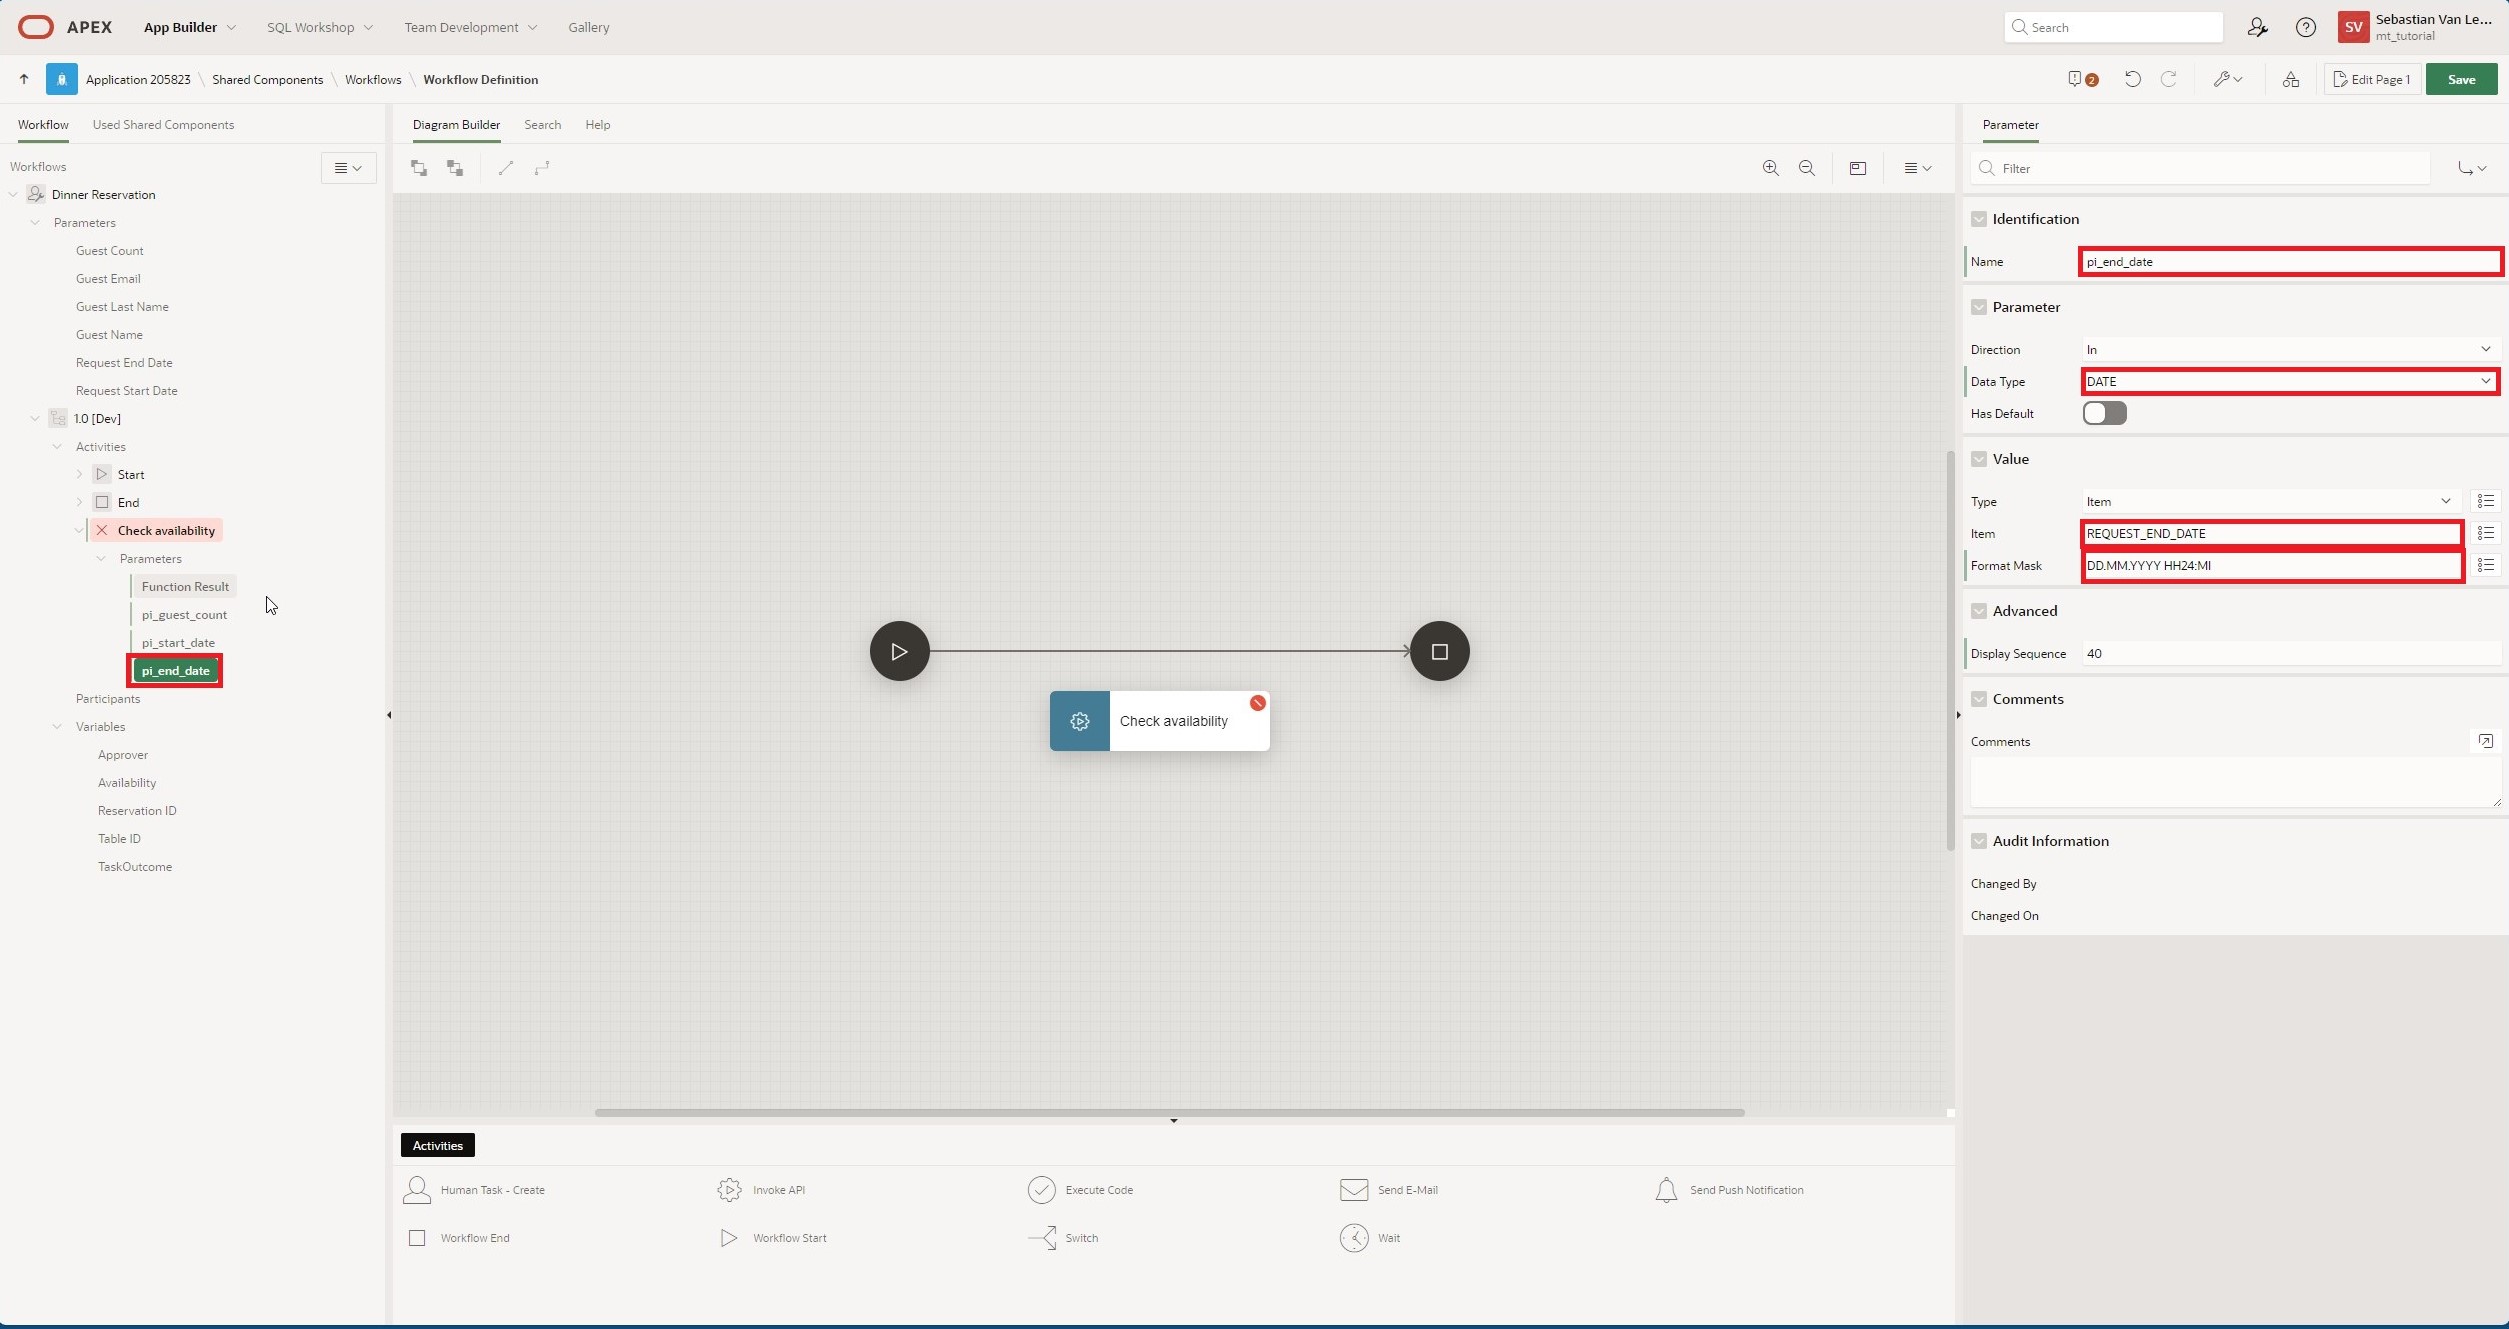 APEX App Builder SQL Workshop Team Development Gallery Search SV Sebastian Van Le...
mt_tutorial
Application 205823 \ Shared Components \ Workflows \ Workflow Definition 2 Edit Page 1 Save
Workflow Used Shared Components
Workflows
Dinner Reservation
Parameters
Guest Count
Guest Email
Guest Last Name
Guest Name
Request End Date
Request Start Date
1.0 [Dev]
Activities
Start
End
Check availability
Parameters
Function Result
pi_guest_count
pi_start_date
pi_end_date
Participants
Variables
Approver
Availability
Reservation ID
Table ID
TaskOutcome
Diagram Builder Search Help
Check availability
Activities
Human Task - Create Invoke API Execute Code Send E-Mail Send Push Notification
Workflow End Workflow Start Switch Wait
Parameter
Filter
Identification
Name pi_end_date
Parameter
Direction In
Data Type DATE
Has Default
Value
Type Item
Item REQUEST_END_DATE
Format Mask DD.MM.YYYY HH24:MI
Advanced
Display Sequence 40
Comments
Comments
Audit Information
Changed By
Changed On